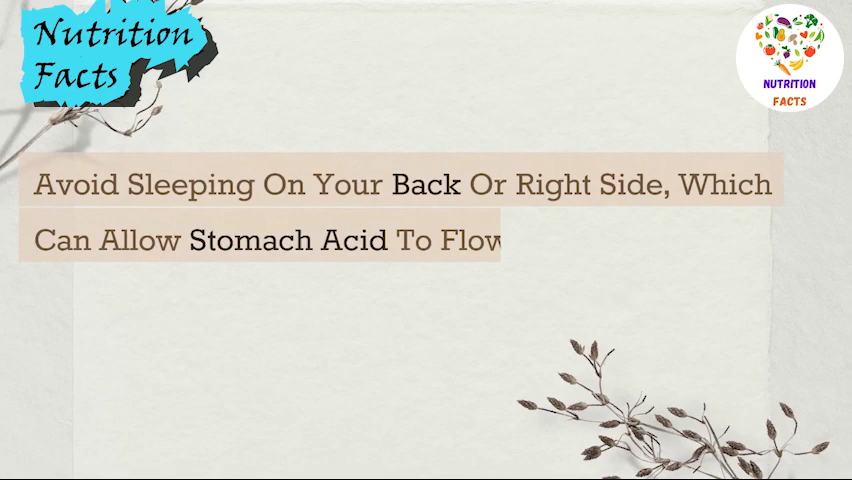 Nutrition
Facts
NUTRITION
FACTS
Avoid Sleeping On Your Back Or Right Side, Which
Can Allow Stomach Acid To Flow